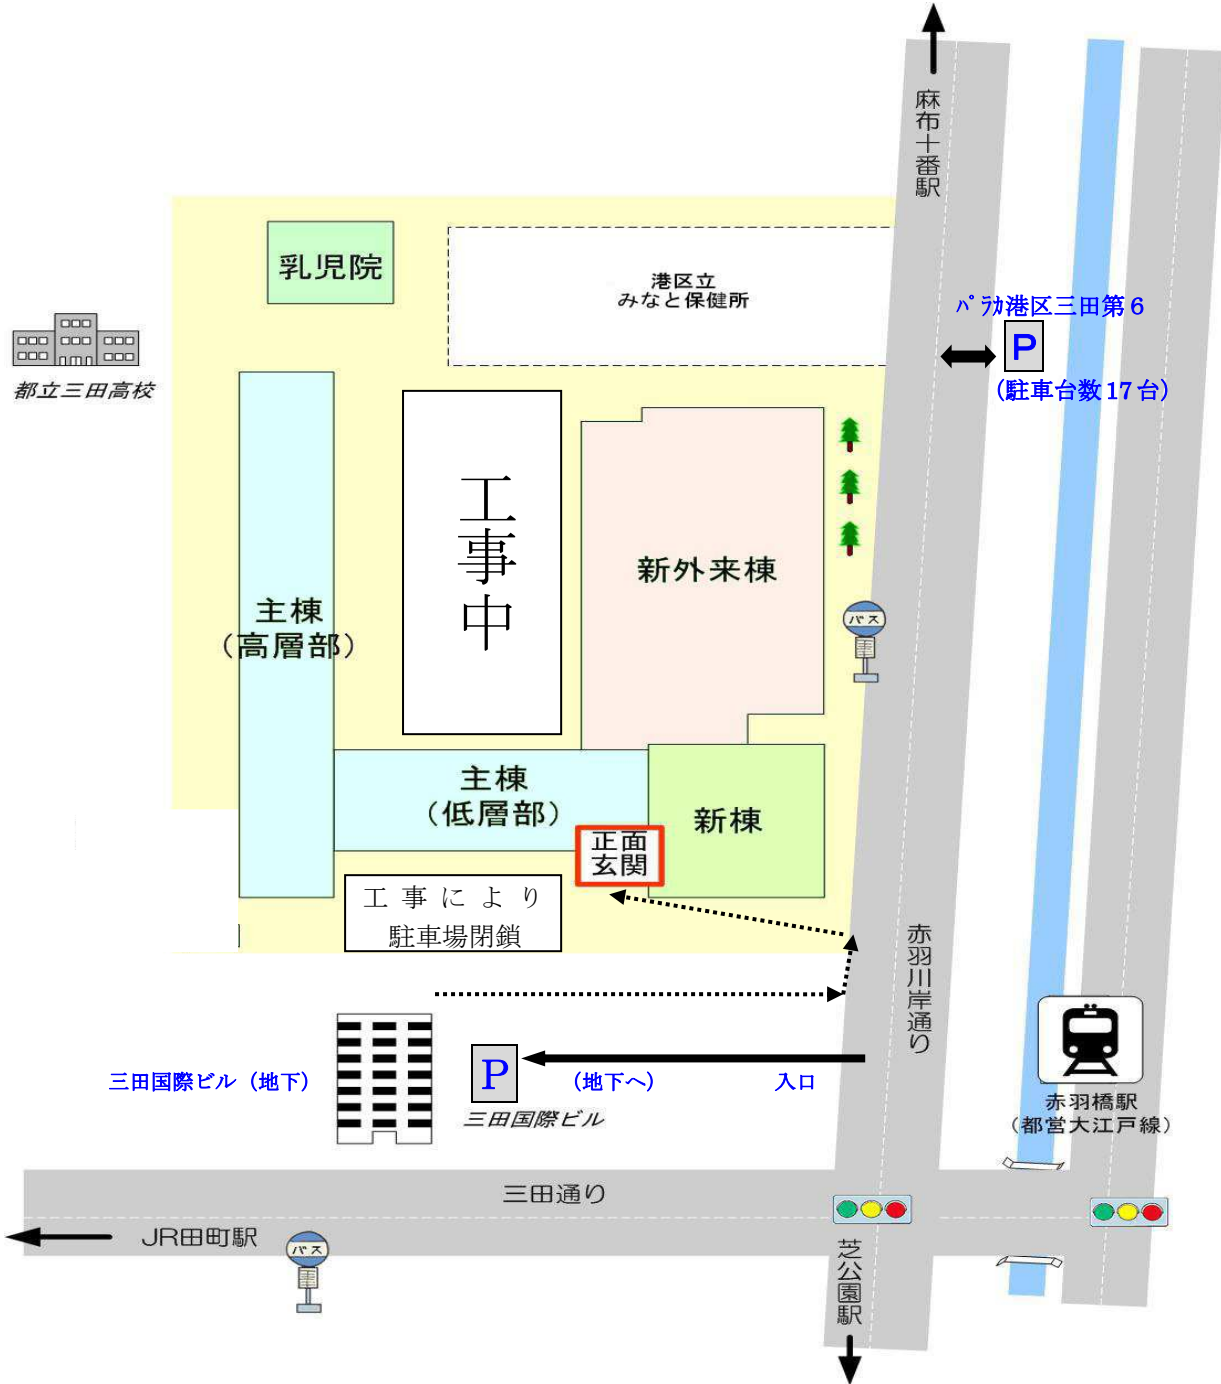 麻布十番駅
乳児院
港区立
みなと保健所
ﾊﾟﾗｶ港区三田第6
P
(駐車台数17台)
都立三田高校
工事中
新外来棟
バス
主棟
(高層部)
主棟
(低層部)
新棟
正面
玄関
工事により
駐車場閉鎖
赤羽川岸通り
P
三田国際ビル(地下)
(地下へ)
入口
三田国際ビル
赤羽橋駅
(都営大江戸線)
三田通り
JR田町駅
バス
芝公園駅